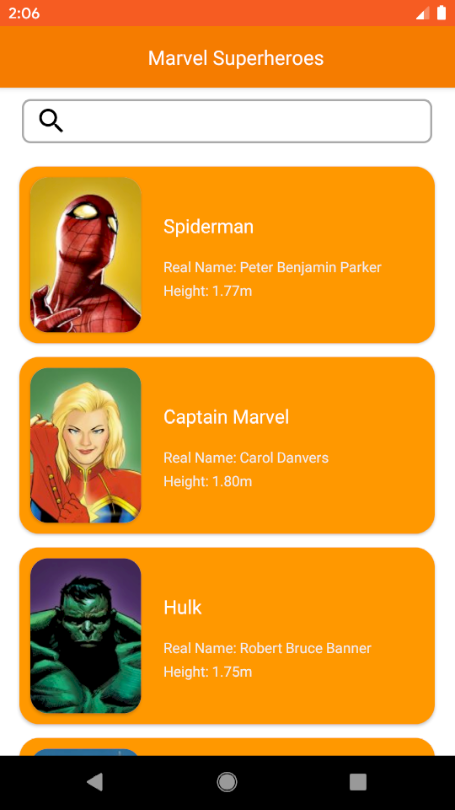 2:06
Marvel Superheroes
Spiderman
Real Name: Peter Benjamin Parker
Height: 1.77m
Captain Marvel
Real Name: Carol Danvers
Height: 1.80m
Hulk
Real Name: Robert Bruce Banner
Height: 1.75m